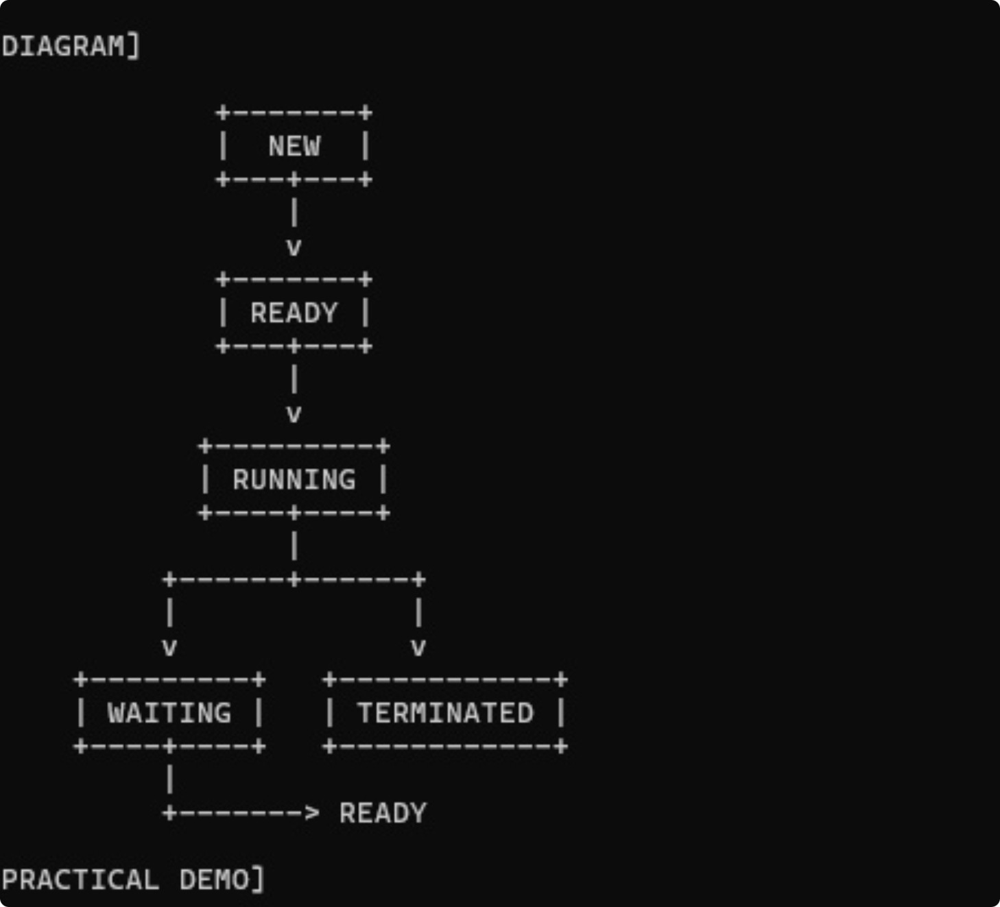 DIAGRAM]
            +-------+
            |  NEW  |
            +---+---+
                |
                v
            +-------+
            | READY |
            +---+---+
                |
                v
           +---------+
           | RUNNING |
           +----+----+
                |
         +------+------+
         |             |
         v             v
    +---------+   +------------+
    | WAITING |   | TERMINATED |
    +----+----+   +------------+
         |
         +-------> READY
PRACTICAL DEMO]